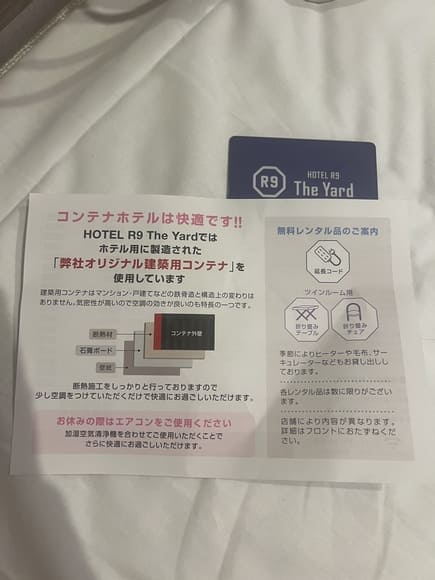 R9
HOTEL R9
The Yard
コンテナホテルは快適です!!
HOTEL R9 The Yardでは
ホテル用に製造された
「弊社オリジナル建築用コンテナ」を
使用しています
建築用コンテナはマンション・戸建てなどの鉄骨造と構造上の変わりは
ありません。気密性が高いので空調の効きが良いのも特長の一つです。
コンテナ外壁
断熱材
石膏ボード
壁紙
断熱施工をしっかりと行っておりますので
少し空調をつけていただくだけで快適にお過ごしいただけます。
お休みの際はエアコンをご使用ください
加湿空気清浄機を合わせてご使用いただくことで
さらに快適にお過ごしいただけます。
無料レンタル品のご案内
延長コード
ツインルーム用
折り畳み
テーブル
折り畳み
チェア
季節によりヒーターや毛布、サー
キュレーターなどもお貸し出しし
ております。
各レンタル品は数に限りがござい
ます。
店舗により内容が異なります。
詳細はフロントにおたずねくだ
さい。